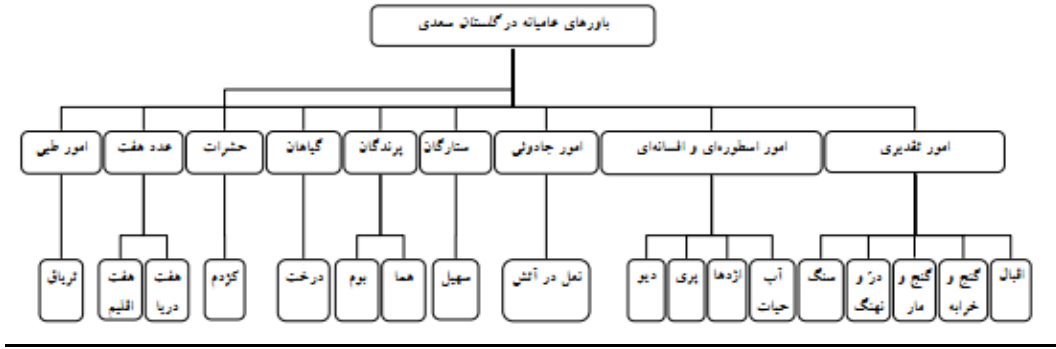 باورهای عامیانه در گلستان سعدی
امور تقدیری
امور اسطوره‌ای و افسانه‌ای
امور جادوئی
ستارگان
پرندگان
گیاهان
حشرات
عدد هفت
امور طبی
اقبال
گنج و
خرابه
گنج و
مار
درّ و
نهنگ
سنگ
آب
حیات
اژدها
پری
دیو
نعل در آتش
سهیل
هما
بوم
درخت
کژدم
هفت
دریا
هفت
اقلیم
تریاق